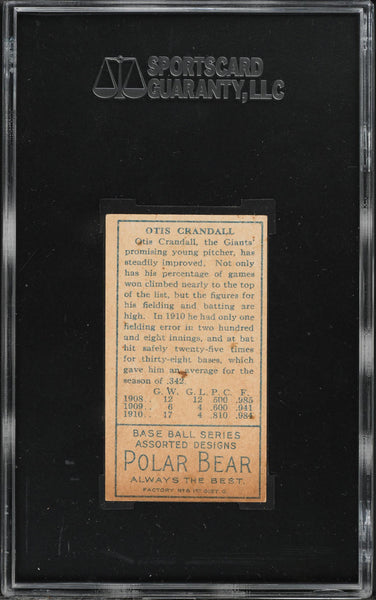 SPORTSCARD
GUARANTY, LLC
OTIS CRANDALL
Otis Crandall, the Giants'
promising young pitcher, has
steadily improved. Not only
has his percentage of games
won climbed nearly to the top
of the list, but the figures for
his fielding and batting are
high. In 1910 he had only one
fielding error in two hundred
and eight innings, and at bat
hit safely twenty-five times
for thirty-eight bases, which
gave him an average for the
season of .342.
G. W. G. L. P. C. F.
1908.. 12 12 .500 .985
1909.. 6 4 .600 .941
1910.. 17 4 .810 .984
BASE BALL SERIES
ASSORTED DESIGNS
POLAR BEAR
ALWAYS THE BEST.
FACTORY Nº 6 1ST DIST. O.